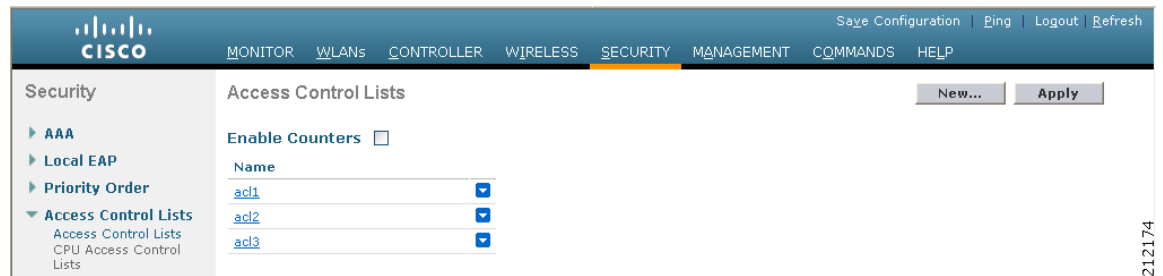 Save Configuration | Ping | Logout | Refresh
CISCO
MONITOR WLANs CONTROLLER WIRELESS SECURITY MANAGEMENT COMMANDS HELP
Security
Access Control Lists
New... Apply
AAA
Local EAP
Priority Order
Access Control Lists
Access Control Lists
CPU Access Control
Lists
Enable Counters
Name
acl1
acl2
acl3
212174